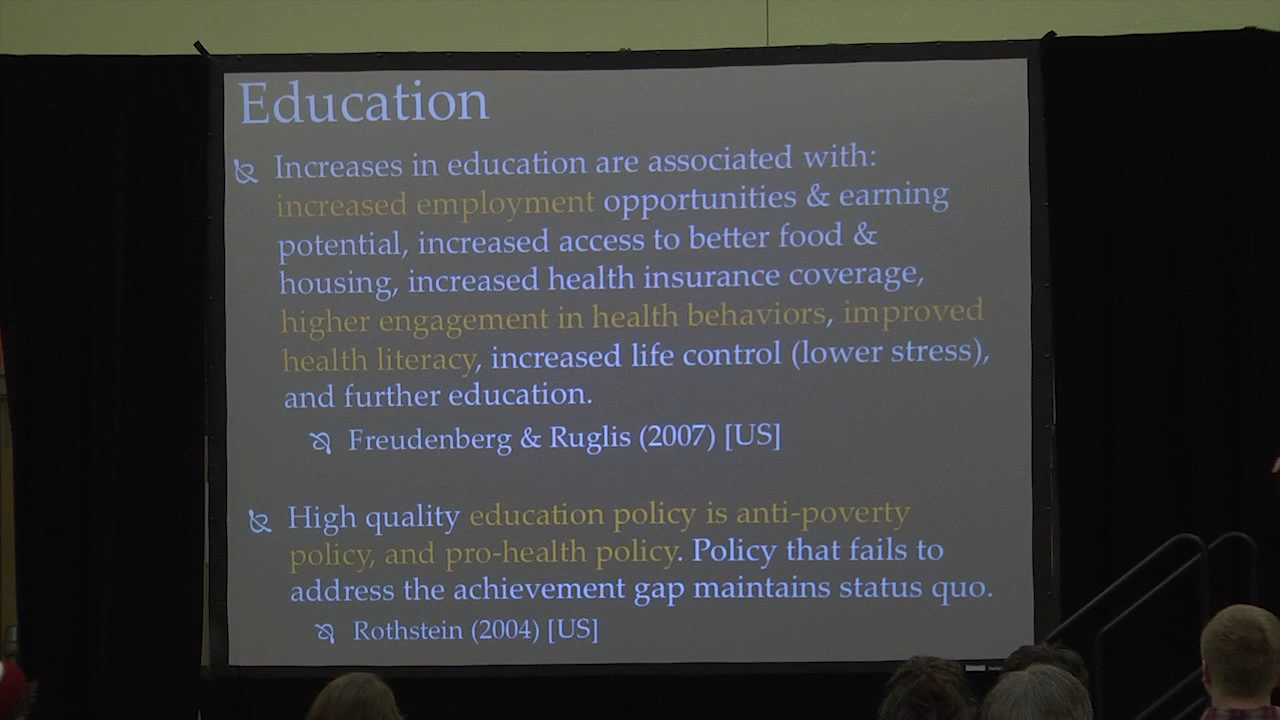 Education
Increases in education are associated with:
increased employment opportunities & earning
potential, increased access to better food &
housing, increased health insurance coverage,
higher engagement in health behaviors, improved
health literacy, increased life control (lower stress),
and further education.
Freudenberg & Ruglis (2007) [US]
High quality education policy is anti-poverty
policy, and pro-health policy. Policy that fails to
address the achievement gap maintains status quo.
Rothstein (2004) [US]